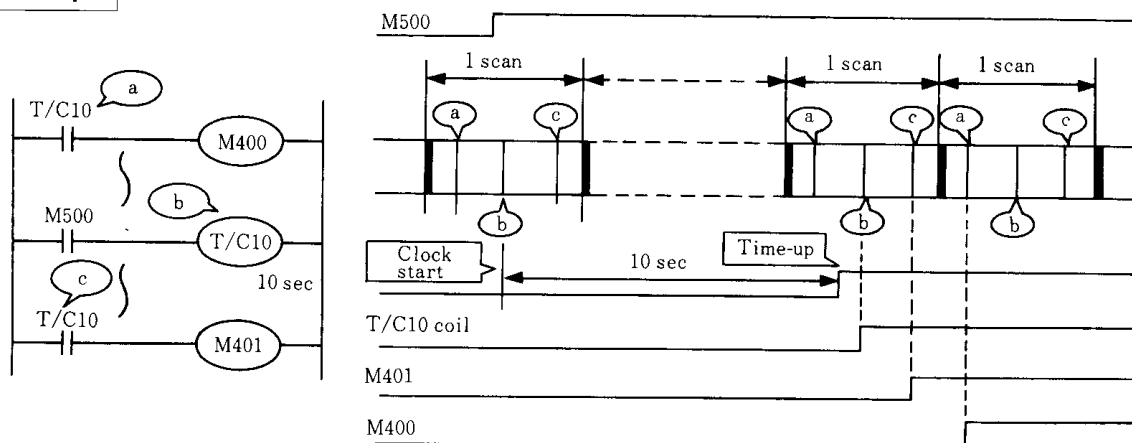 T/C10
a
M400
M500
b
T/C10
10 sec
c
T/C10
M401
M500
1 scan
1 scan
1 scan
a
c
a
c
a
c
b
b
b
Clock
start
10 sec
Time-up
T/C10 coil
M401
M400